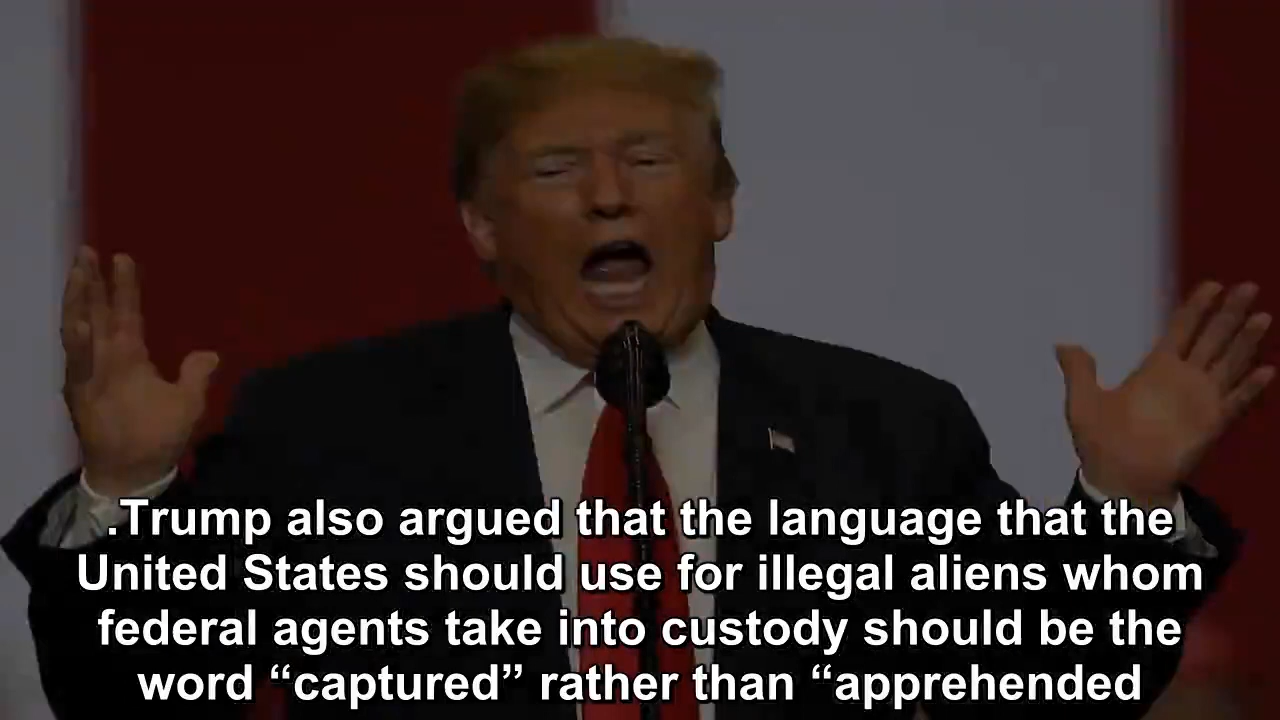 .Trump also argued that the language that the
United States should use for illegal aliens whom
federal agents take into custody should be the
word “captured” rather than “apprehended